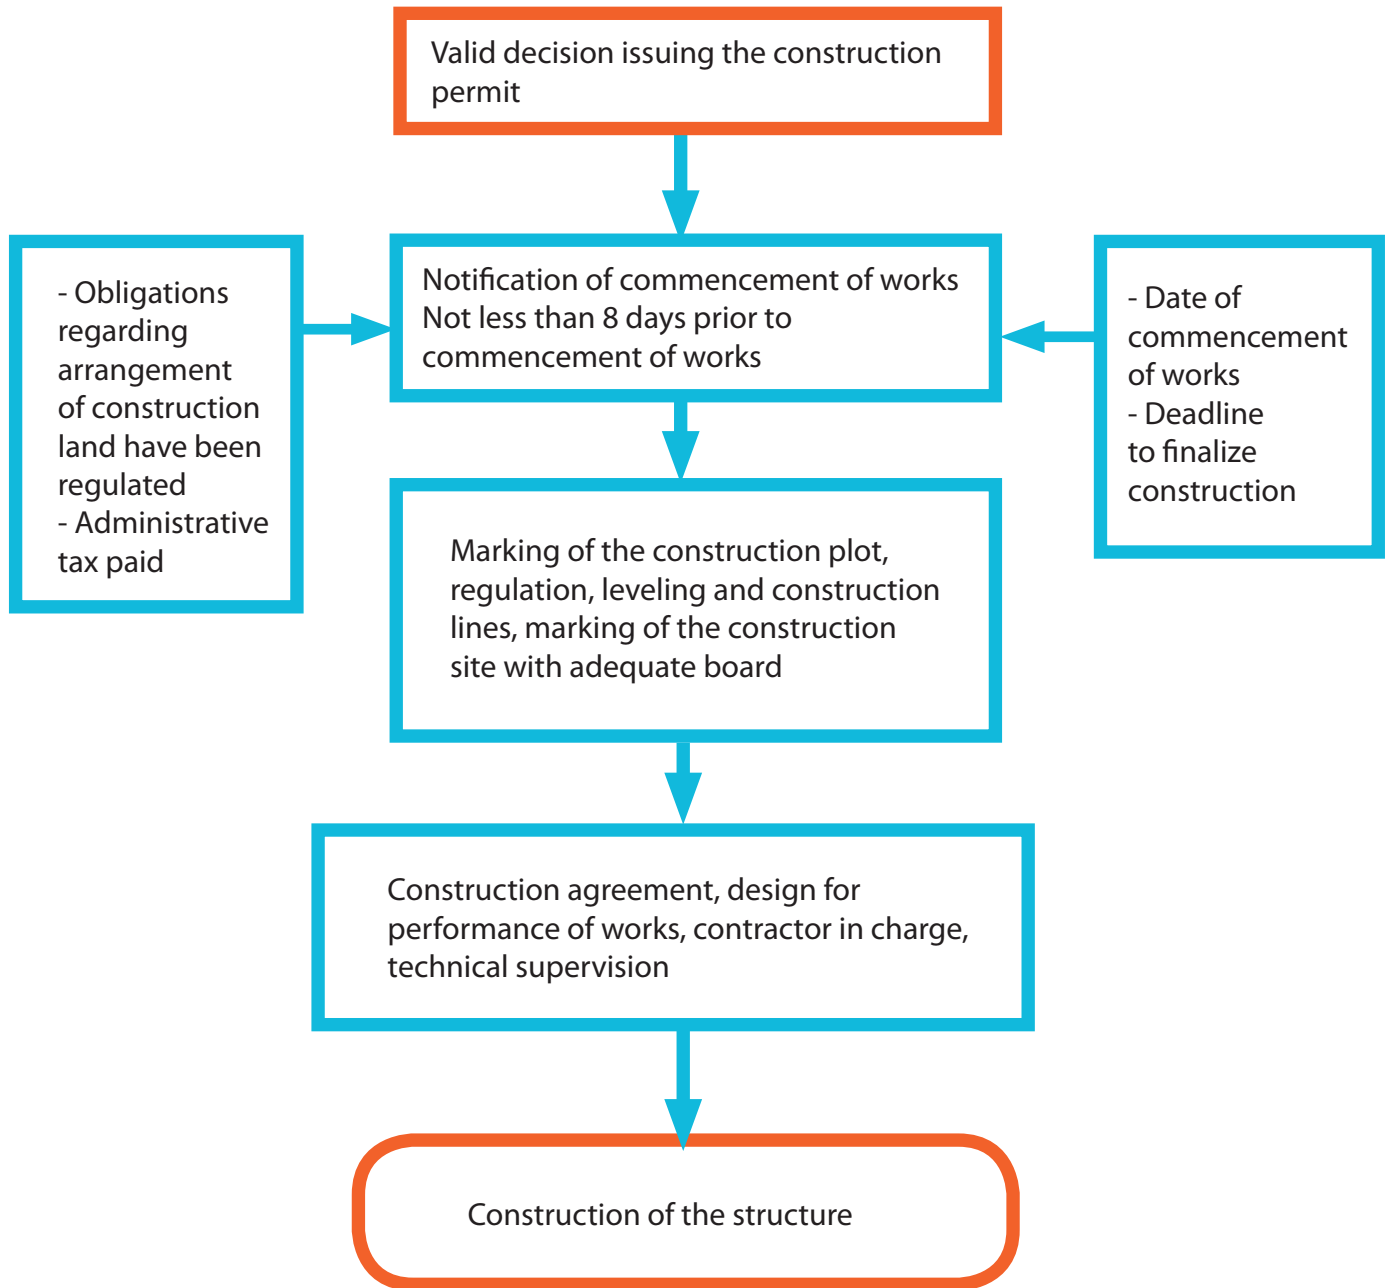 Valid decision issuing the construction
permit
- Obligations
regarding
arrangement
of construction
land have been
regulated
- Administrative
tax paid
Notification of commencement of works
Not less than 8 days prior to
commencement of works
- Date of
commencement
of works
- Deadline
to finalize
construction
Marking of the construction plot,
regulation, leveling and construction
lines, marking of the construction
site with adequate board
Construction agreement, design for
performance of works, contractor in charge,
technical supervision
Construction of the structure